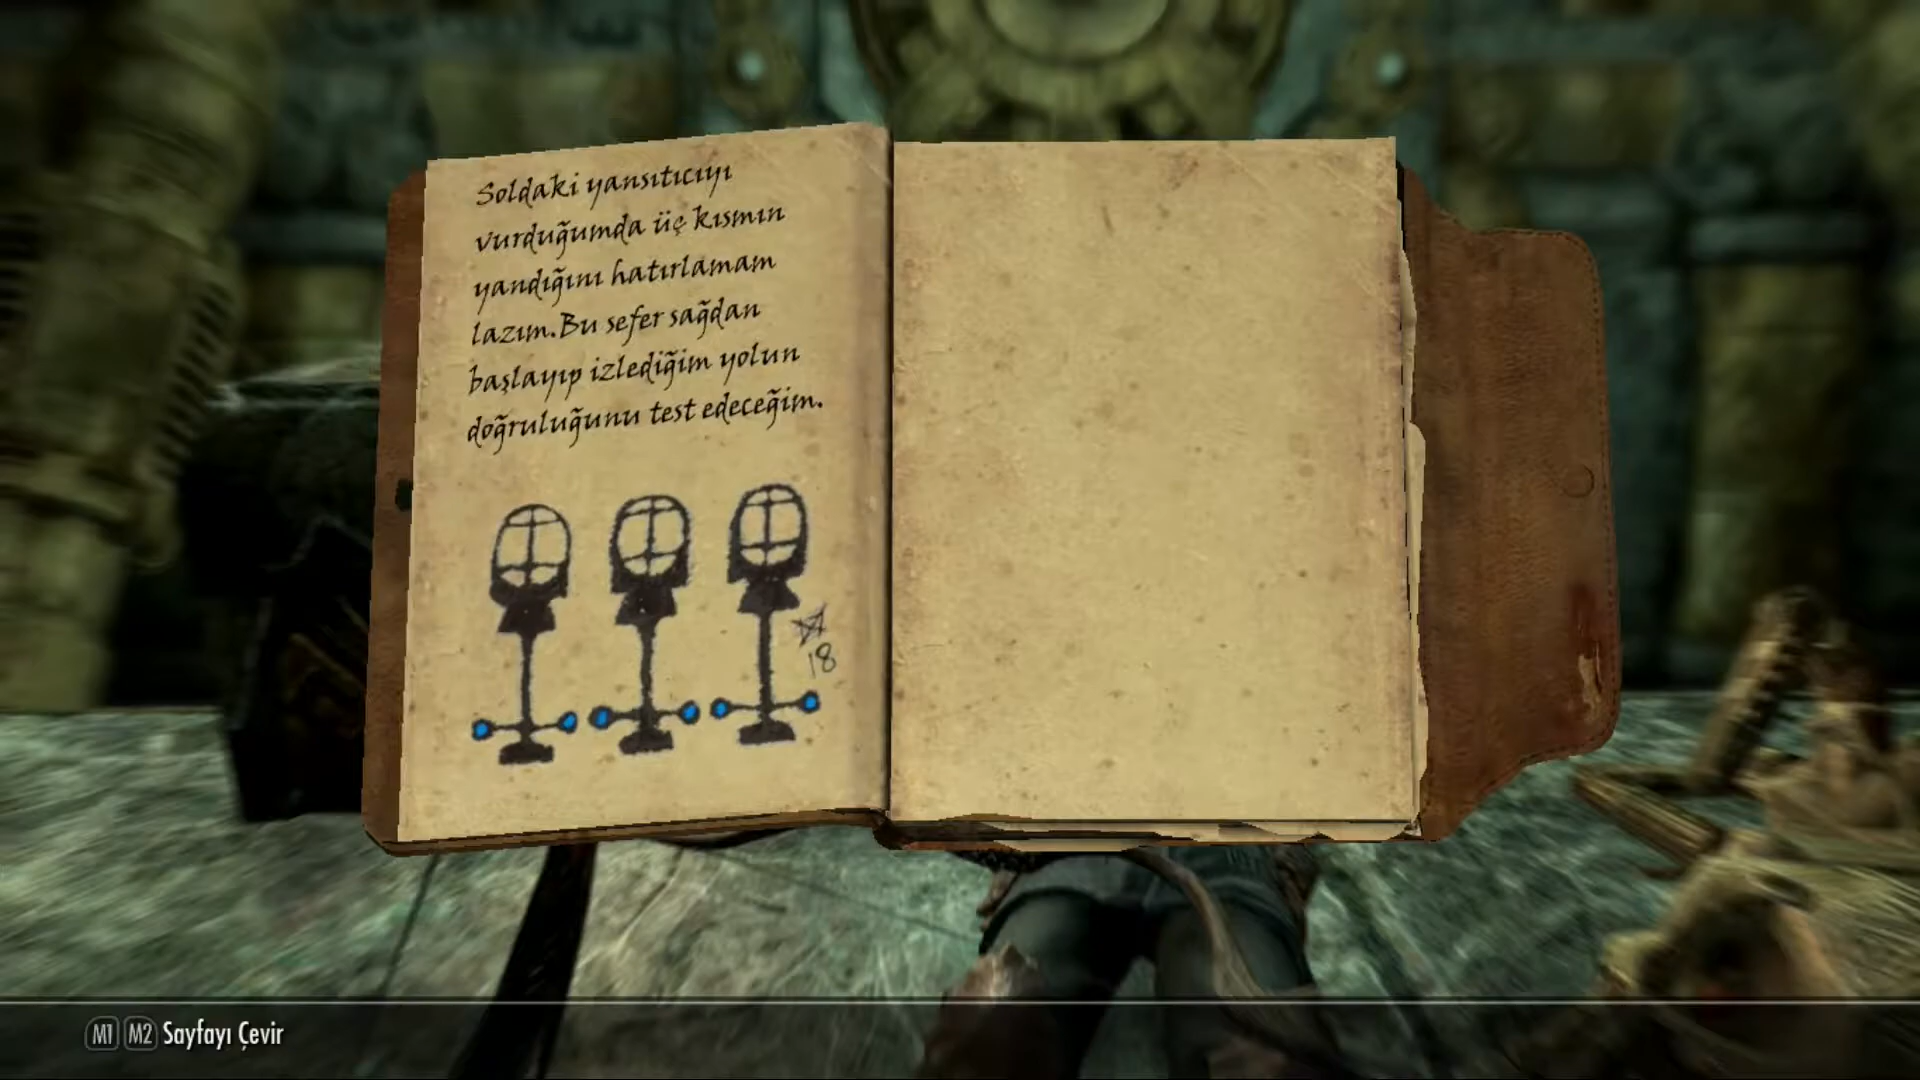 Soldaki yansıtıcıyı
vurduğumda üç kısmın
yandığını hatırlamam
lazım.Bu sefer sağdan
başlayıp izlediğim yolun
doğruluğunu test edeceğim.
18
M1 M2 Sayfayı Çevir